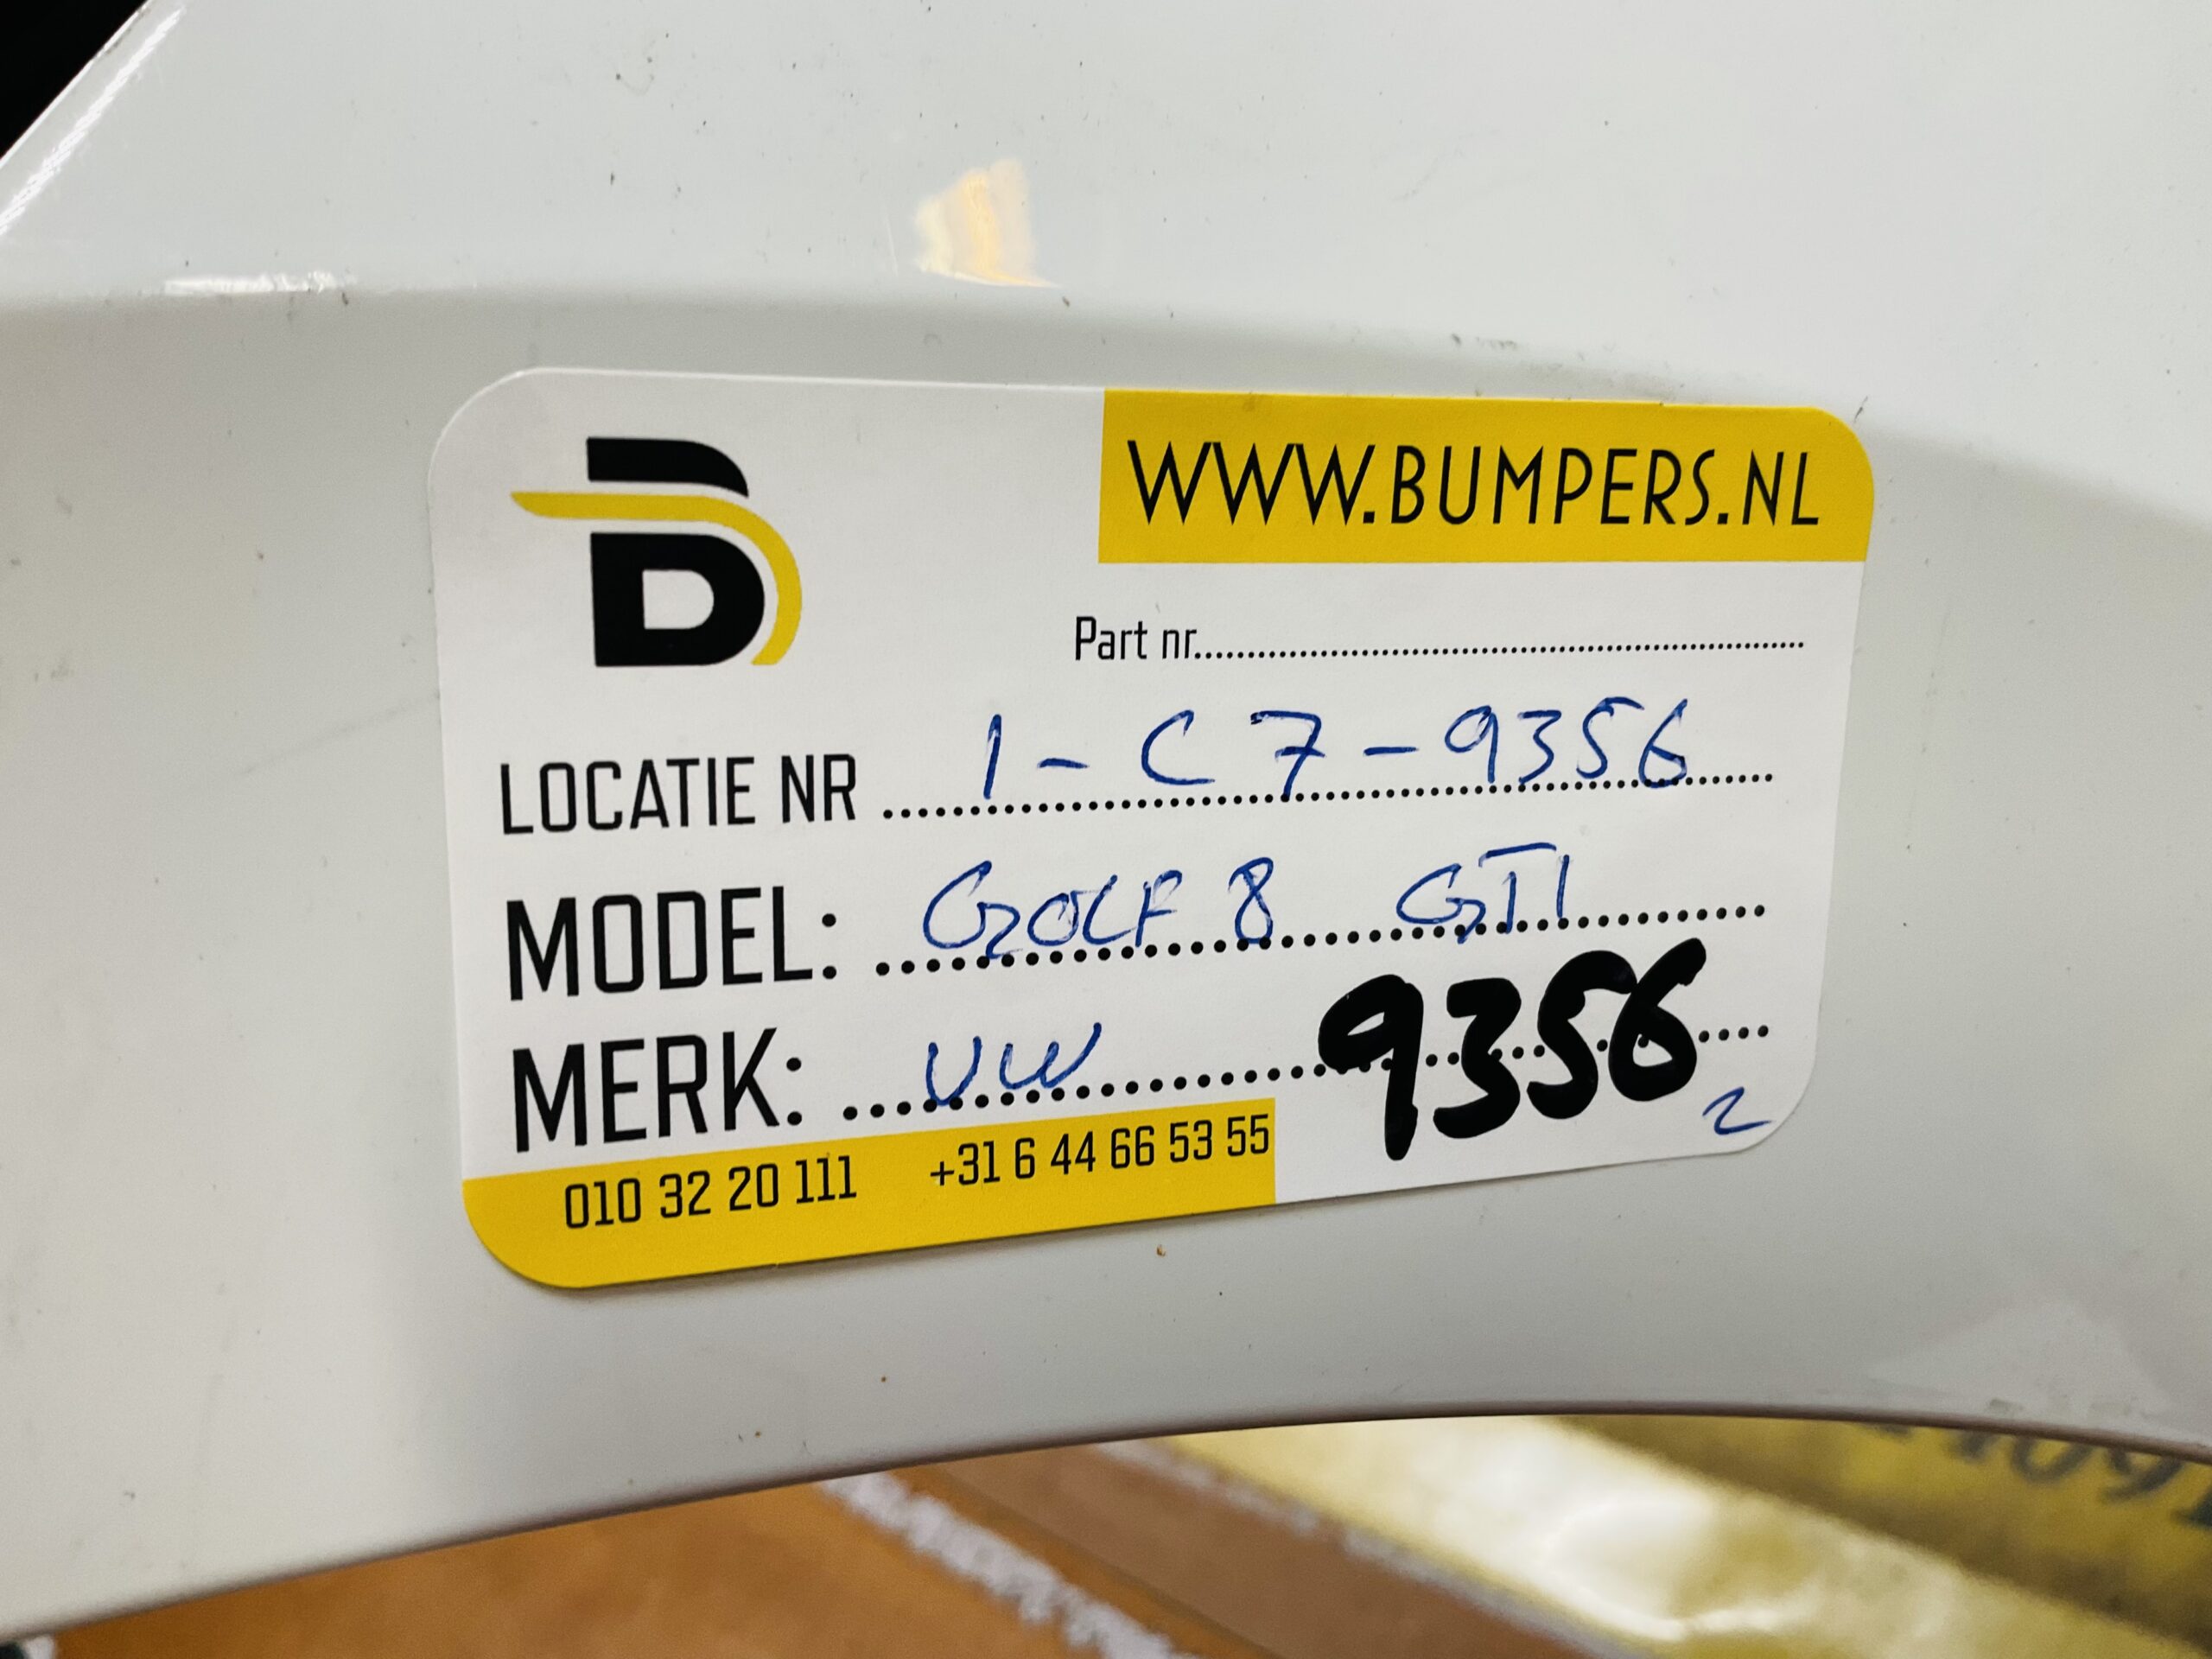 B
WWW.BUMPERS.NL
Part nr.
LOCATIE NR 1-C7-9356
MODEL: GOLF 8 GTI
MERK: VW 9356
2
010 32 20 111 +31 6 44 66 53 55